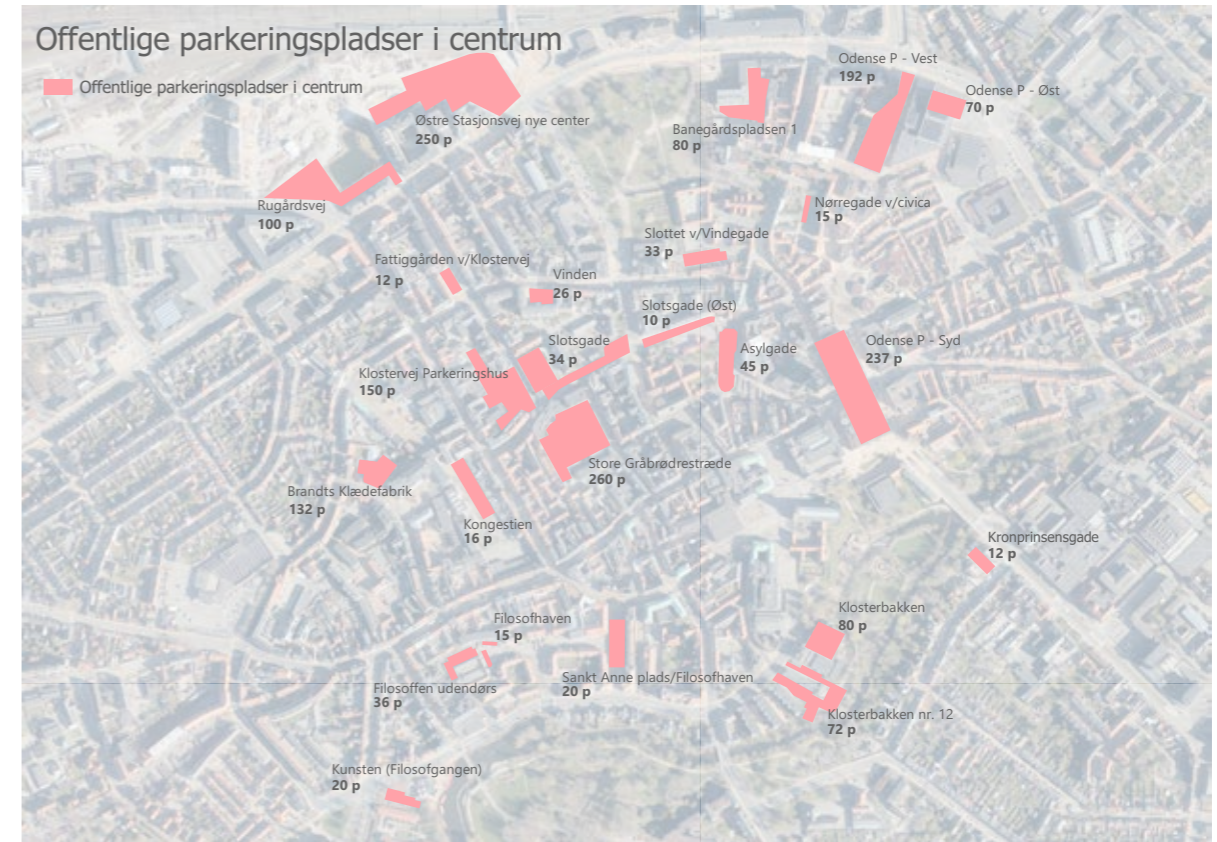 Offentlige parkeringspladser i centrum
Offentlige parkeringspladser i centrum
Østre Stasjonsvej nye center
250 p
Odense P - Vest
192 p
Odense P - Øst
70 p
Banegårdspladsen 1
80 p
Rugårdsvej
100 p
Nørregade v/civica
15 p
Slottet v/Vindegade
33 p
Fattiggården v/Klostervej
12 p
Vinden
26 p
Slotsgade (Øst)
10 p
Slotsgade
34 p
Asylgade
45 p
Odense P - Syd
237 p
Klostervej Parkeringshus
150 p
Store Gråbrødrestræde
260 p
Brandts Klædefabrik
132 p
Kongestien
16 p
Kronprinsensgade
12 p
Klosterbakken
80 p
Filosofhaven
15 p
Sankt Anne plads/Filosofhaven
20 p
Filosoffen udendørs
36 p
Klosterbakken nr. 12
72 p
Kunsten (Filosofgangen)
20 p